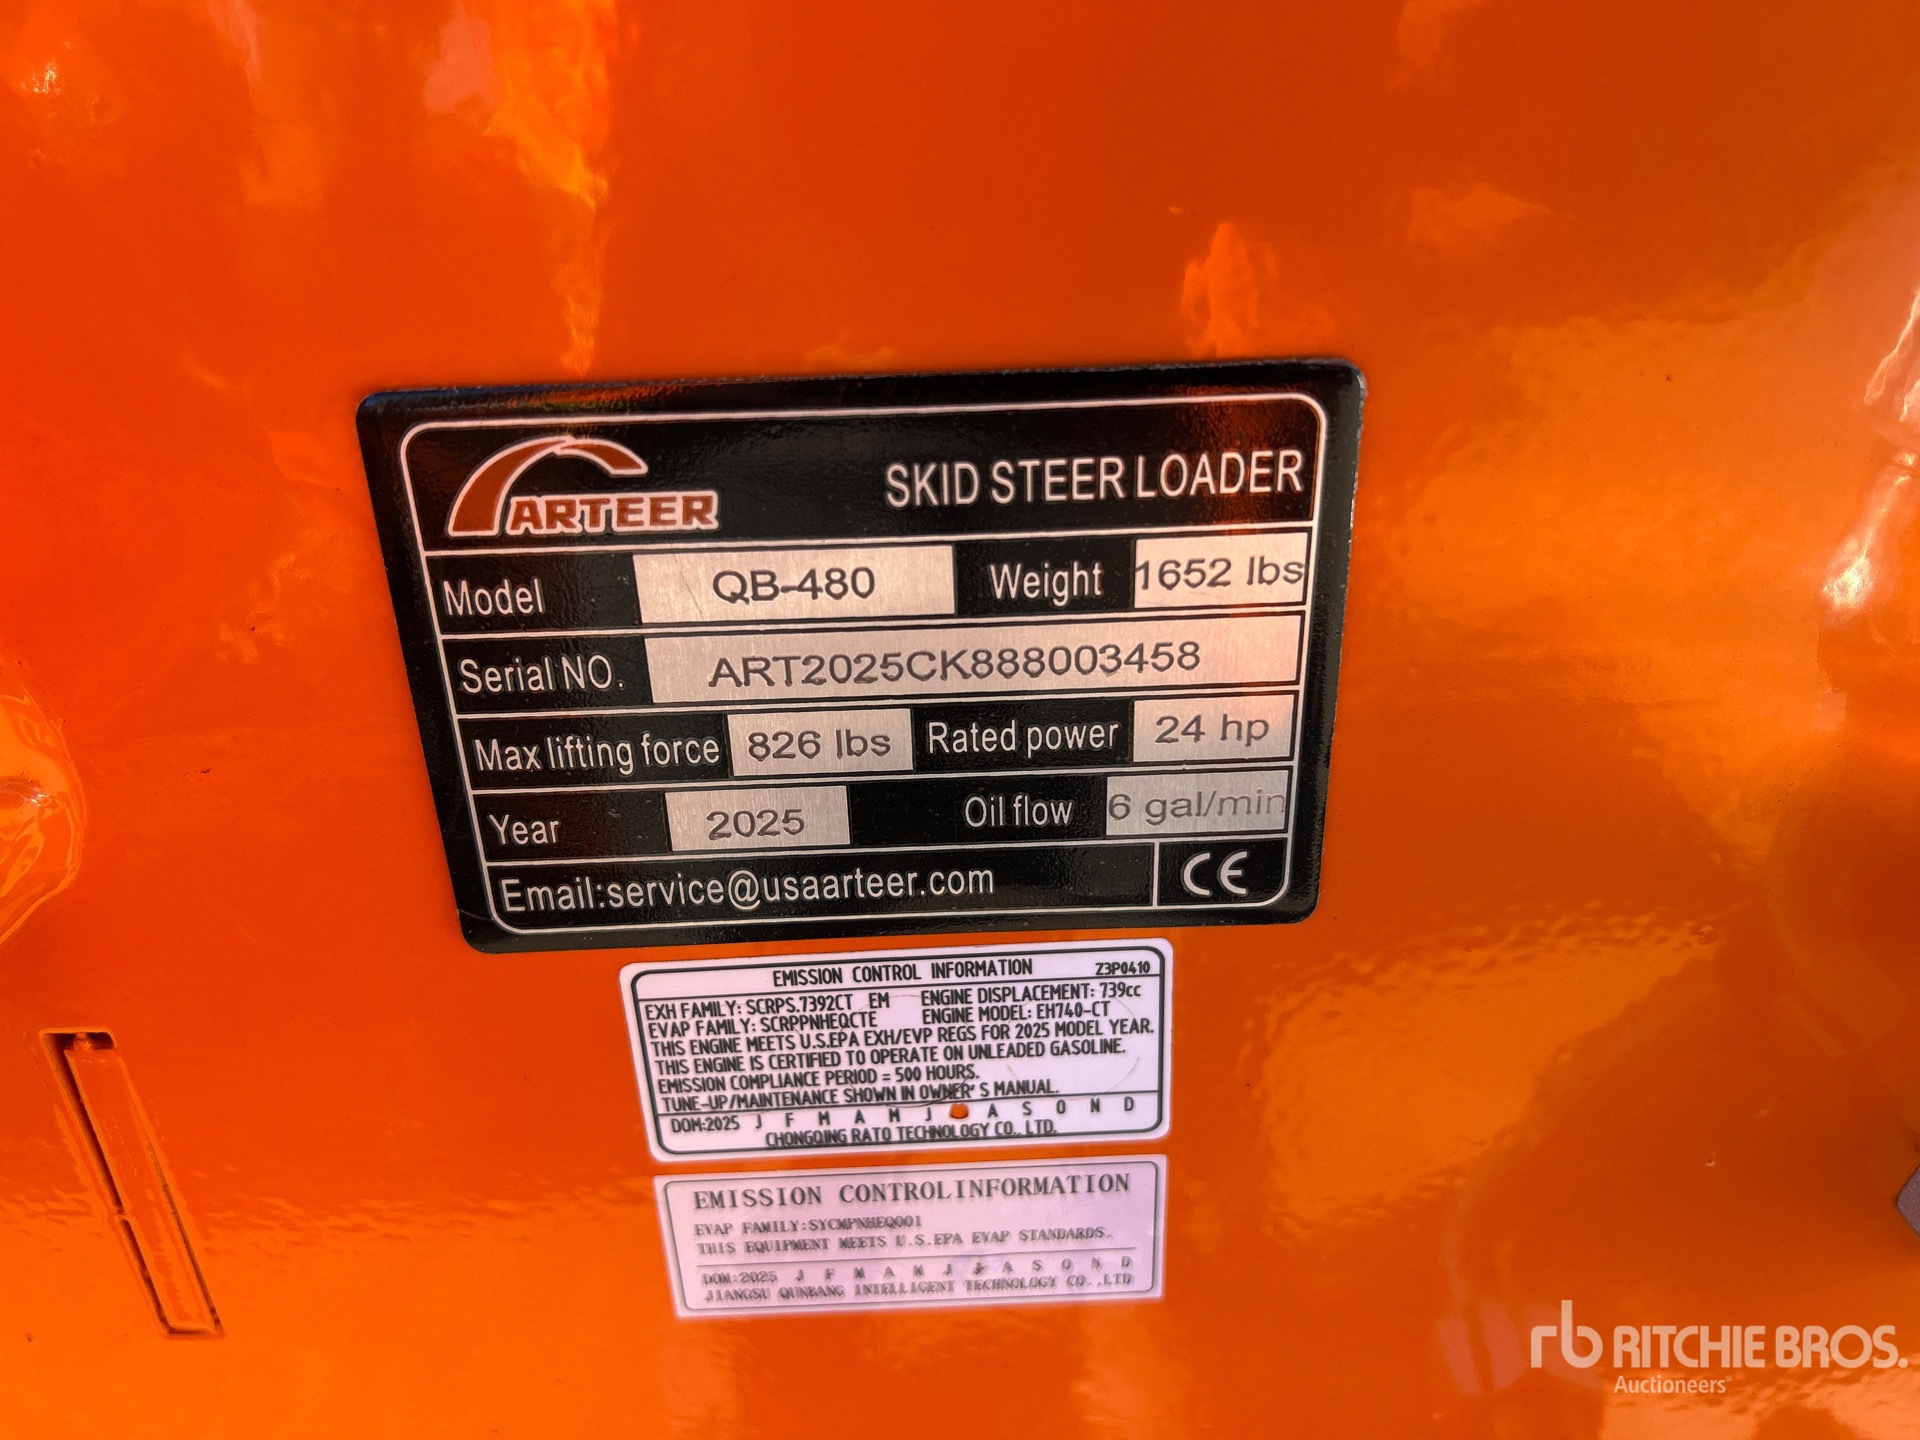 ARTEER SKID STEER LOADER
Model QB-480 Weight 1652 lbs
Serial NO. ART2025CK888003458
Max lifting force 826 lbs Rated power 24 hp
Year 2025 Oil flow 6 gal/min
Email:service@usaarteer.com CE
EMISSION CONTROL INFORMATION Z3P0410
EXH FAMILY: SCRPS.7392CT EM ENGINE DISPLACEMENT: 739cc
EVAP FAMILY: SCRPPNHEQCTE ENGINE MODEL: EH740-CT
THIS ENGINE MEETS U.S.EPA EXH/EVP REGS FOR 2025 MODEL YEAR.
THIS ENGINE IS CERTIFIED TO OPERATE ON UNLEADED GASOLINE.
EMISSION COMPLIANCE PERIOD = 500 HOURS.
TUNE-UP/MAINTENANCE SHOWN IN OWNER'S MANUAL.
DOM:2025 J F M A M J A S O N D
CHONGQING RATO TECHNOLOGY CO., LTD.
EMISSION CONTROLINFORMATION
EVAP FAMILY:SYCMPNHEQ001
THIS EQUIPMENT MEETS U.S.EPA EVAP STANDARDS.
DOM:2025 J F M A M J J A S O N D
JIANGSU QUNBANG INTELLIGENT TECHNOLOGY CO.,LTD
rb RITCHIE BROS.
Auctioneers